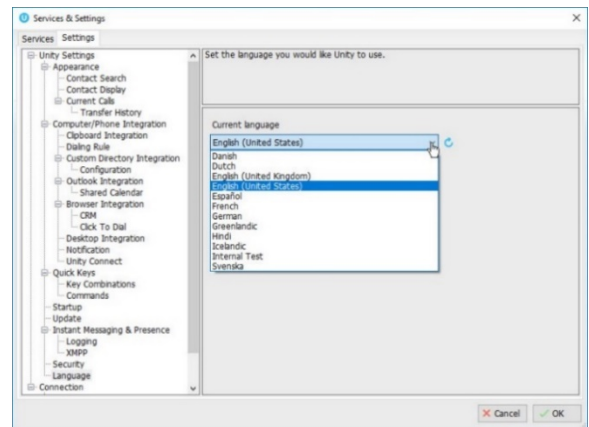 Services & Settings
Services
Settings
Unity Settings
Appearance
Contact Search
Contact Display
Current Calls
Transfer History
Computer/Phone Integration
Clipboard Integration
Dialing Rule
Custom Directory Integration
Configuration
Outlook Integration
Shared Calendar
Browser Integration
CRM
Click To Dial
Desktop Integration
Notification
Unity Connect
Quick Keys
Key Combinations
Commands
Startup
Update
Instant Messaging & Presence
Logging
XMPP
Security
Language
Connection
Set the language you would like Unity to use.
Current language
English (United States)
Danish
Dutch
English (United Kingdom)
English (United States)
Español
French
German
Greenlandic
Hindi
Icelandic
Internal Test
Svenska
Cancel
OK